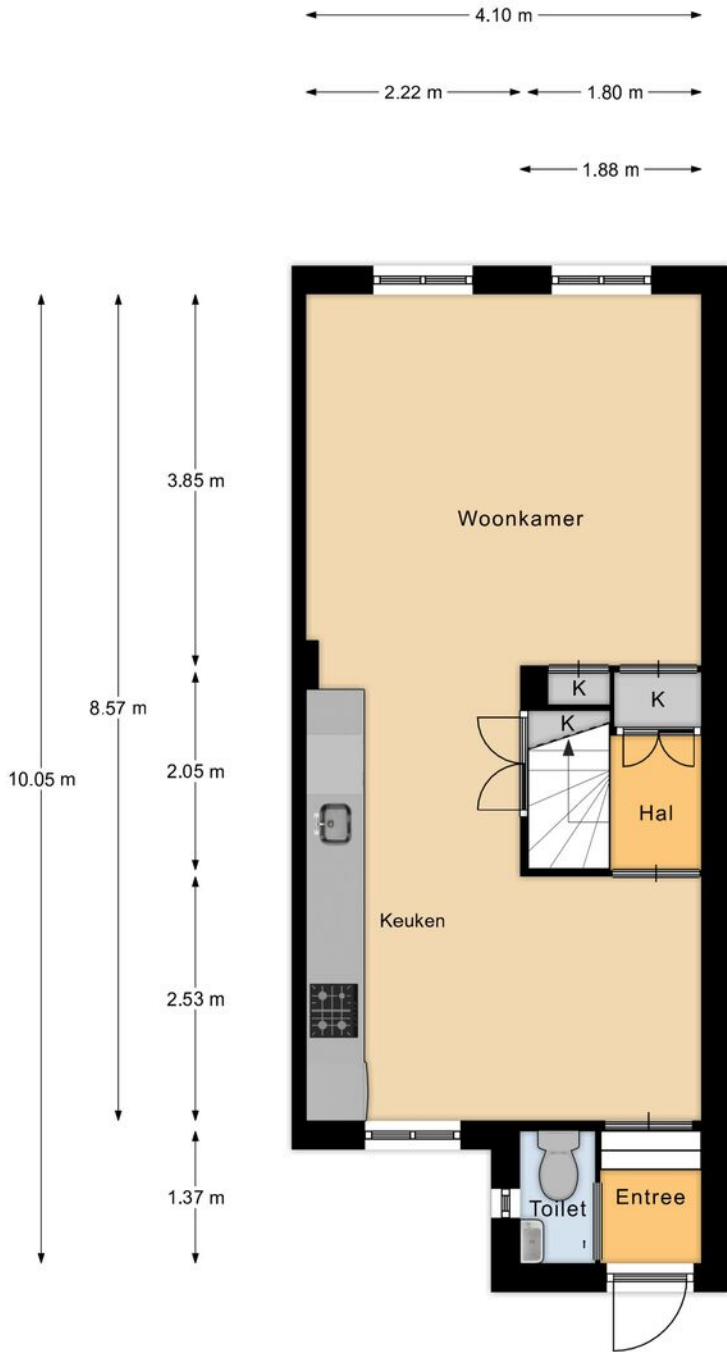 4.10 m
2.22 m
1.80 m
1.88 m
3.85 m
Woonkamer
K
K
K
8.57 m
10.05 m
2.05 m
Hal
Keuken
2.53 m
1.37 m
Toilet
Entree